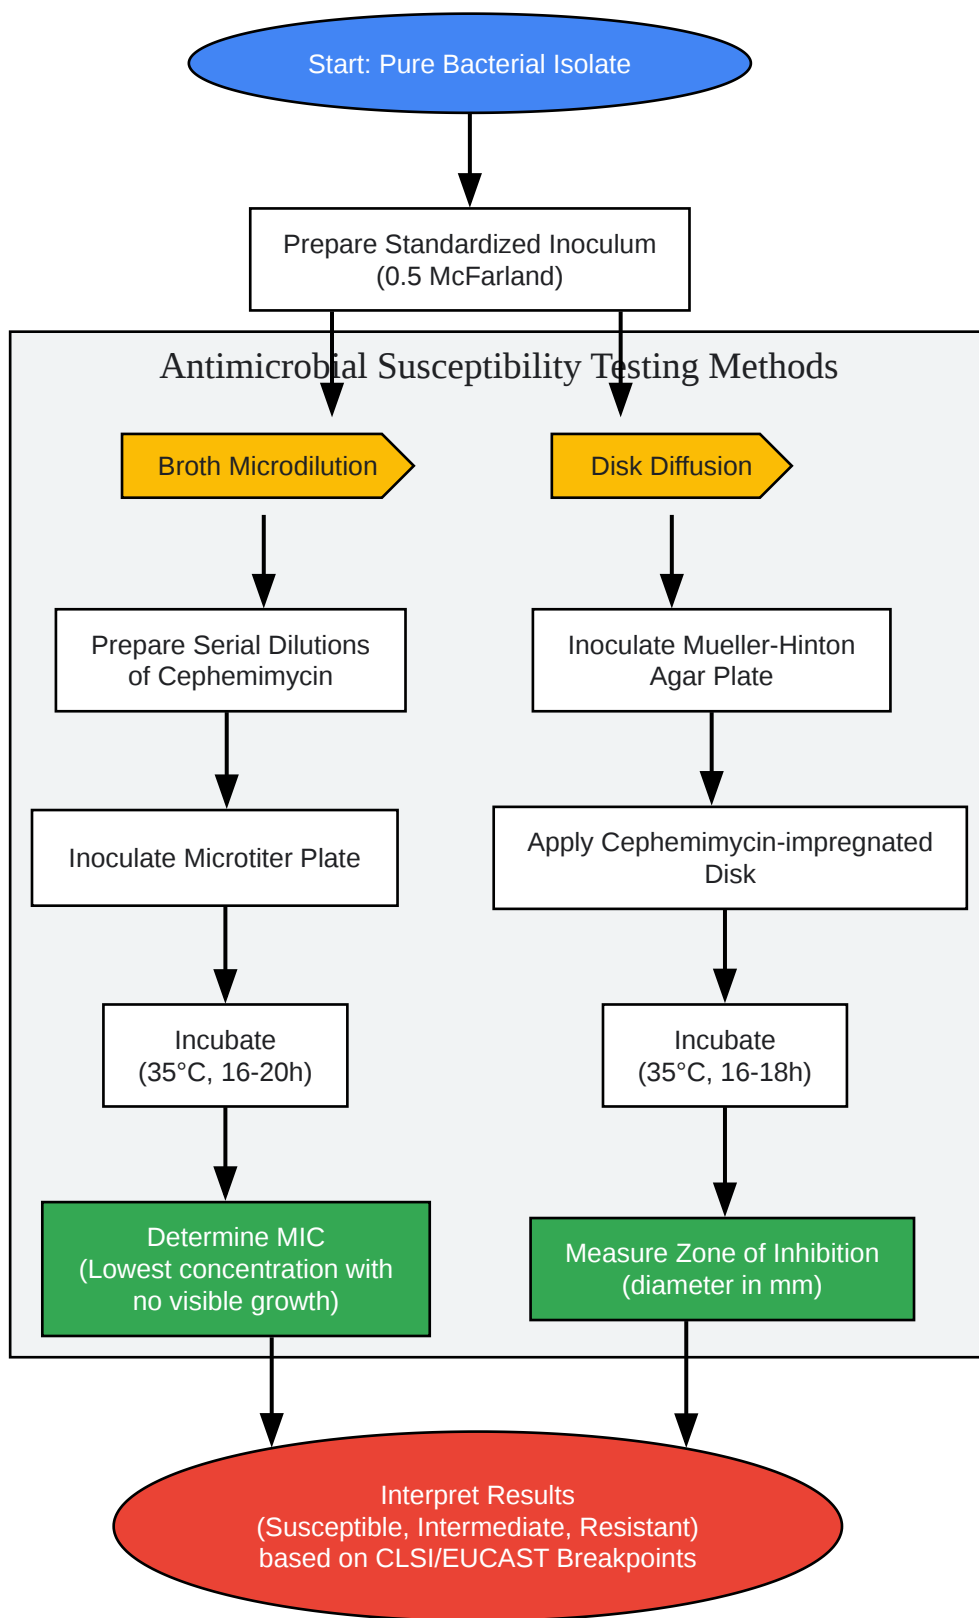 Start: Pure Bacterial Isolate
Prepare Standardized Inoculum
(0.5 McFarland)
Antimicrobial Susceptibility Testing Methods
Broth Microdilution
Prepare Serial Dilutions
of Cephemimycin
Inoculate Microtiter Plate
Incubate
(35°C, 16-20h)
Determine MIC
(Lowest concentration with
no visible growth)
Disk Diffusion
Inoculate Mueller-Hinton
Agar Plate
Apply Cephemimycin-impregnated
Disk
Incubate
(35°C, 16-18h)
Measure Zone of Inhibition
(diameter in mm)
Interpret Results
(Susceptible, Intermediate, Resistant)
based on CLSI/EUCAST Breakpoints